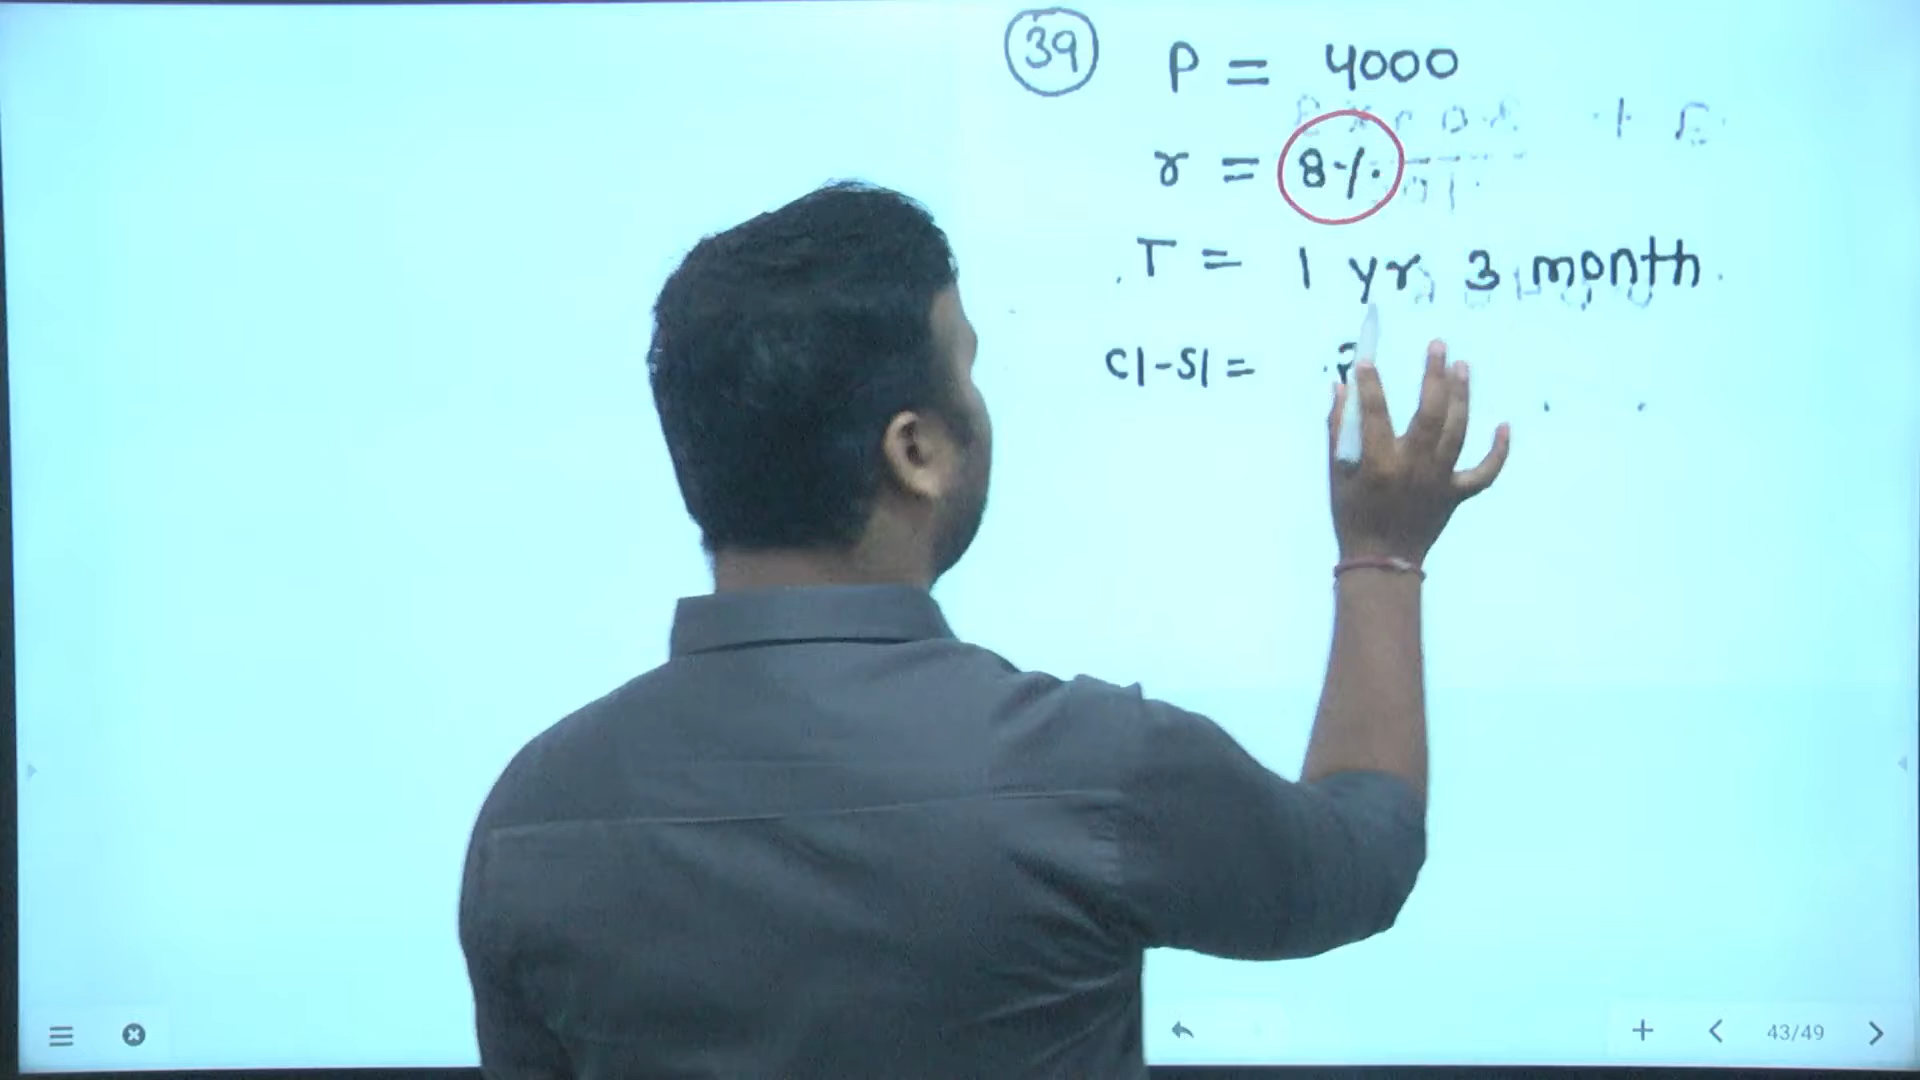 39 P = 4000
r = 8%
T = 1 yr 3 month
CI-SI = ?
43/49